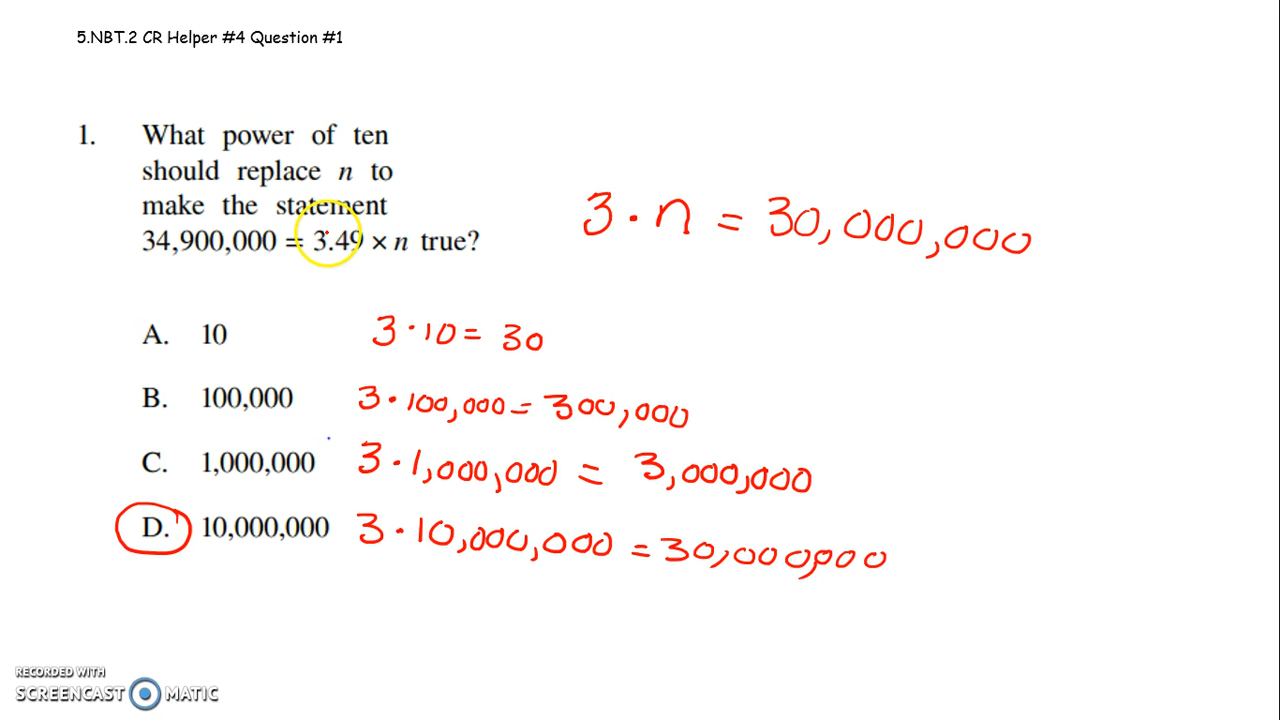 5.NBT.2 CR Helper #4 Question #1
1. What power of ten
should replace n to
make the statement
34,900,000 = 3.49 × n true?
3 · n = 30,000,000
A. 10 3 · 10 = 30
B. 100,000 3 · 100,000 = 300,000
C. 1,000,000 3 · 1,000,000 = 3,000,000
D. 10,000,000 3 · 10,000,000 = 30,000,000
RECORDED WITH
SCREENCAST MATIC